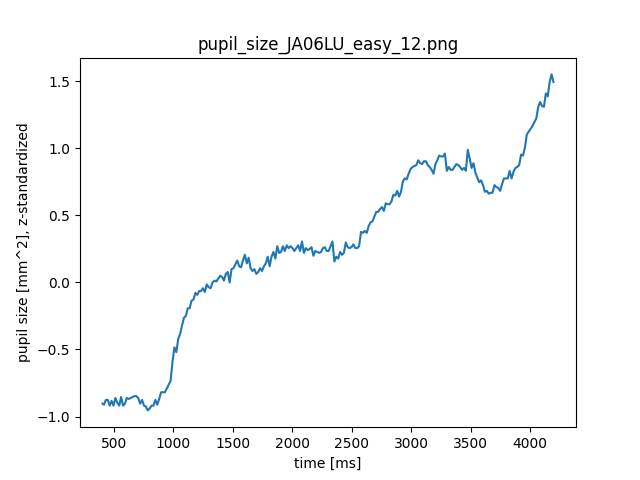 pupil_size_JA06LU_easy_12.png
pupil size [mm^2], z-standardized
1.5
1.0
0.5
0.0
−0.5
−1.0
500 1000 1500 2000 2500 3000 3500 4000
time [ms]